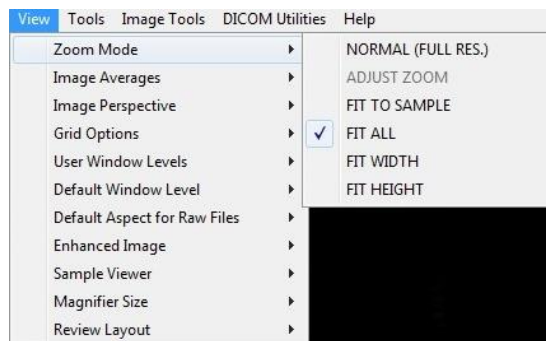 View Tools Image Tools DICOM Utilities Help
Zoom Mode
Image Averages
Image Perspective
Grid Options
User Window Levels
Default Window Level
Default Aspect for Raw Files
Enhanced Image
Sample Viewer
Magnifier Size
Review Layout
NORMAL (FULL RES.)
ADJUST ZOOM
FIT TO SAMPLE
FIT ALL
FIT WIDTH
FIT HEIGHT